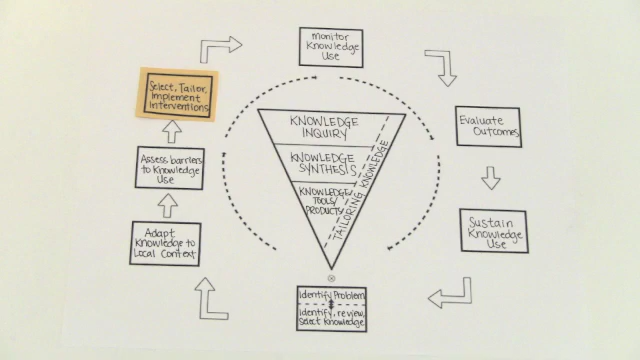 monitor
Knowledge
Use
Select, Tailor,
Implement
Interventions
Evaluate
Outcomes
KNOWLEDGE
INQUIRY
KNOWLEDGE
SYNTHESIS
KNOWLEDGE
TOOLS/
PRODUCTS
TAILORING KNOWLEDGE
Assess barriers
to Knowledge
Use
Sustain
Knowledge
Use
Adapt
Knowledge to
Local Context
Identify Problem
Identify, review,
Select Knowledge